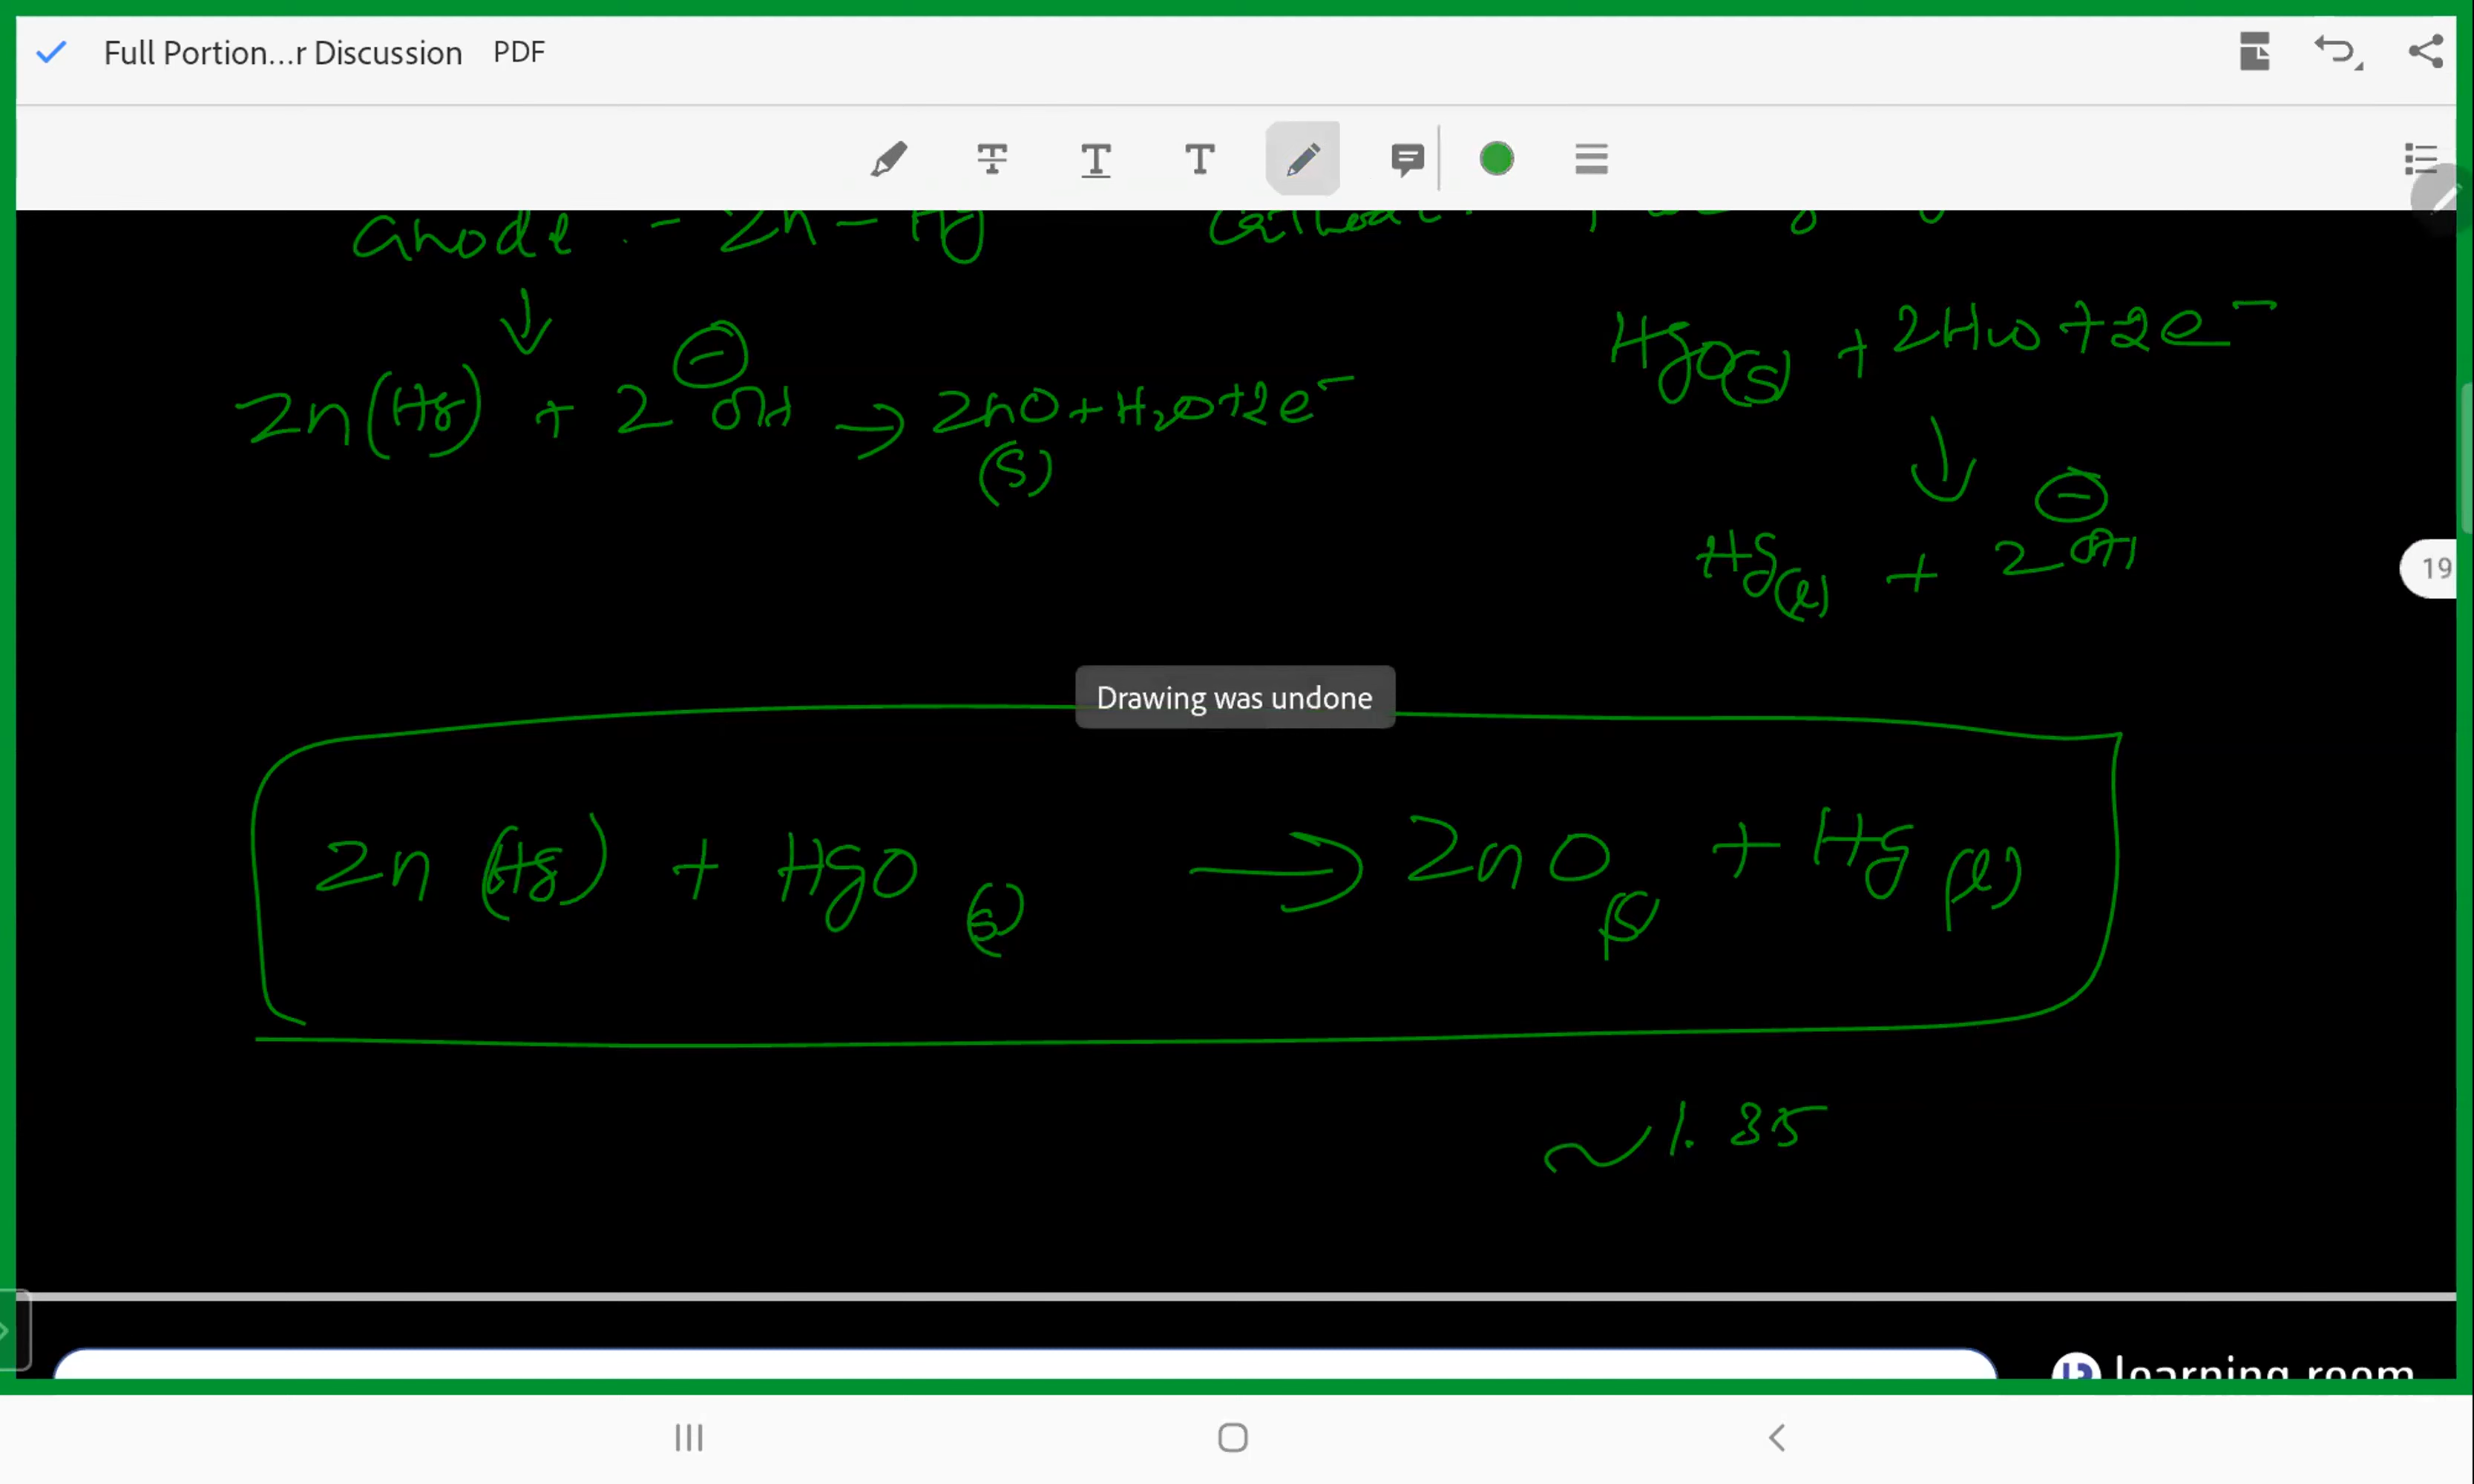 Full Portion...r Discussion PDF
T T T
Anode :- Zn-Hg Cathode :-
Zn(Hg) + 2 OH⊖ → ZnO(s) + H2O + 2e⁻
HgO(s) + 2H2O + 2e⁻
↓
Hg(l) + 2 OH⊖
19
Drawing was undone
Zn(Hg) + HgO(s) → ZnO(s) + Hg(l)
~1.35
learning room